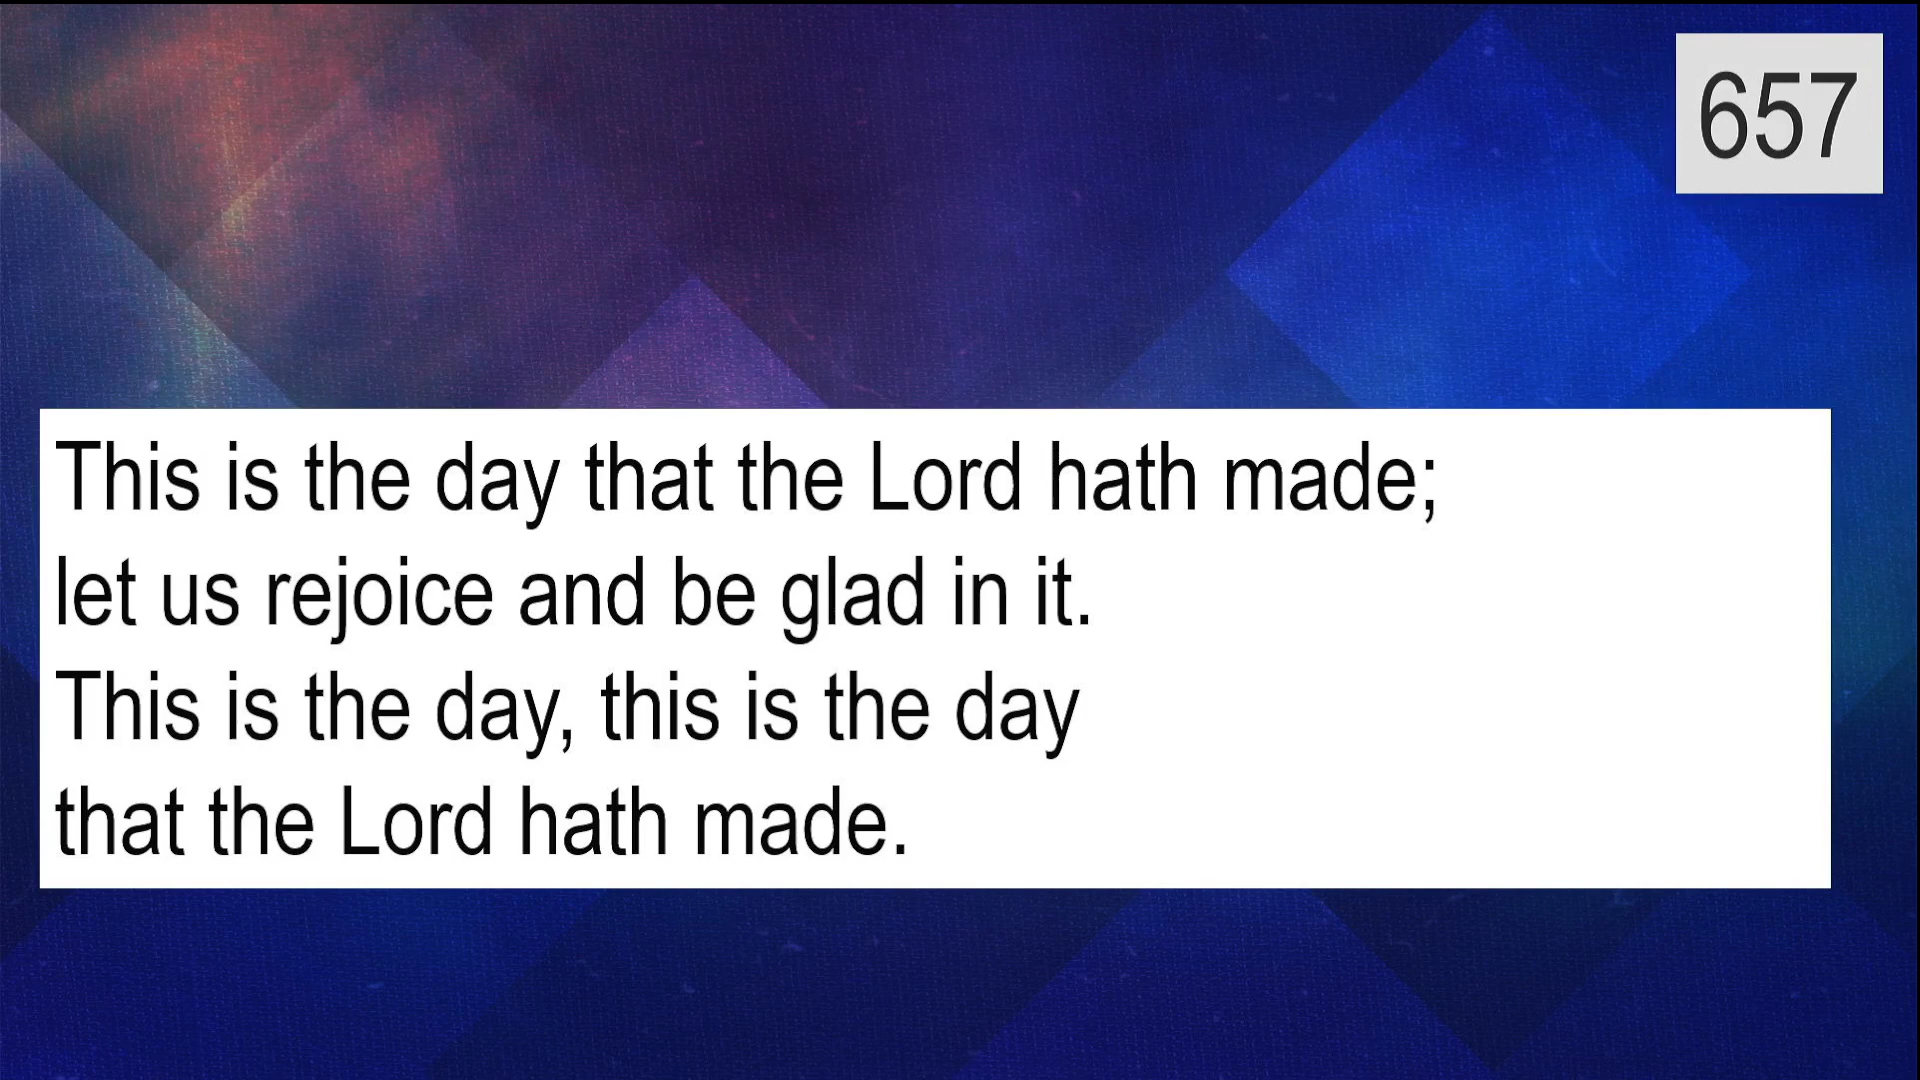 657
This is the day that the Lord hath made;
let us rejoice and be glad in it.
This is the day, this is the day
that the Lord hath made.